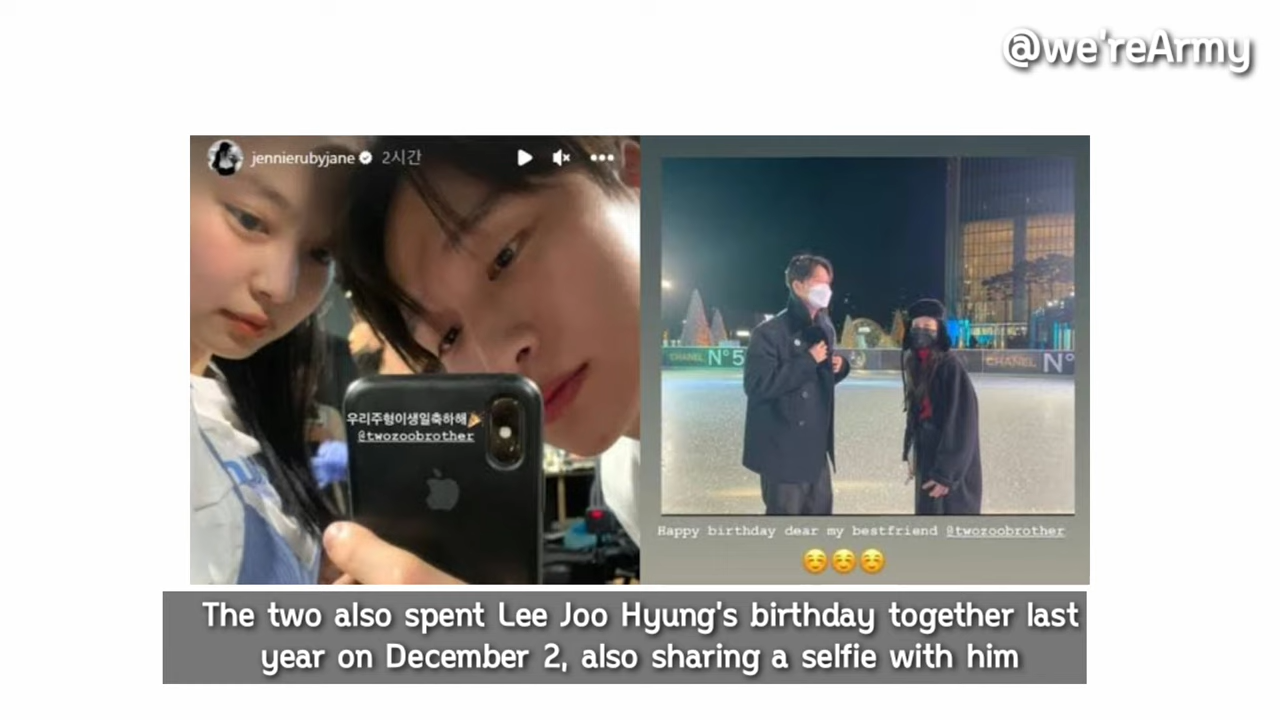 @we'reArmy
jennierubyjane 2시간
우리주형이생일축하해🎉
@twozoobrother
CHANEL N°5
CHANEL N°
Happy birthday dear my bestfriend @twozoobrother
☺️☺️☺️
The two also spent Lee Joo Hyung's birthday together last
year on December 2, also sharing a selfie with him